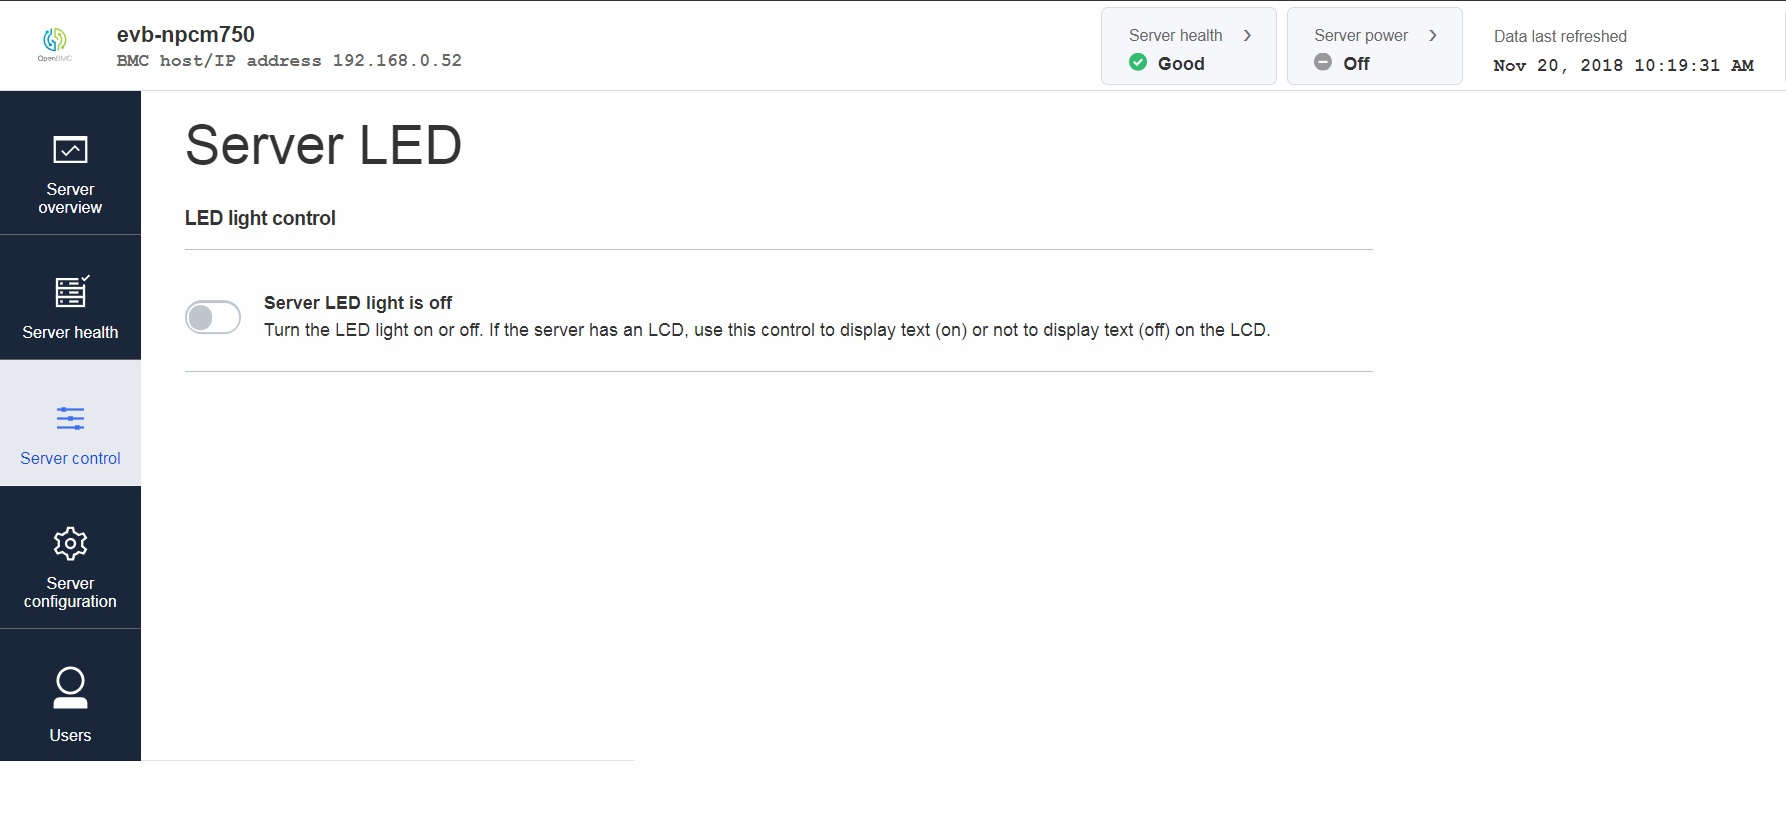 OpenBMC
evb-npcm750
BMC host/IP address 192.168.0.52
Server health
Good
Server power
Off
Data last refreshed
Nov 20, 2018 10:19:31 AM
Server
overview
Server health
Server control
Server
configuration
Users
Server LED
LED light control
Server LED light is off
Turn the LED light on or off. If the server has an LCD, use this control to display text (on) or not to display text (off) on the LCD.